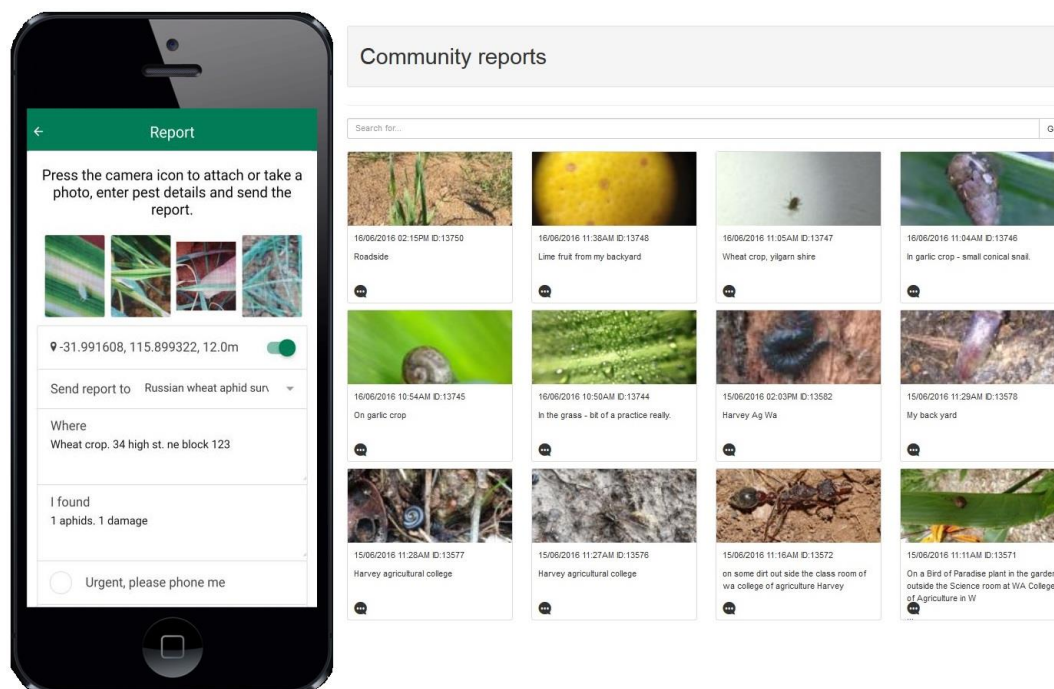 Report
Press the camera icon to attach or take a
photo, enter pest details and send the
report.
-31.991608, 115.899322, 12.0m
Send report to Russian wheat aphid surv
Where
Wheat crop. 34 high st. ne block 123
I found
1 aphids. 1 damage
Urgent, please phone me
Community reports
Search for...
G
16/06/2016 02:15PM ID:13750
Roadside
16/06/2016 11:38AM ID:13748
Lime fruit from my backyard
16/06/2016 11:05AM ID:13747
Wheat crop, yilgarn shire
16/06/2016 11:04AM ID:13746
In garlic crop - small conical snail.
16/06/2016 10:54AM ID:13745
On garlic crop
16/06/2016 10:50AM ID:13744
In the grass - bit of a practice really.
15/06/2016 02:03PM ID:13582
Harvey Ag Wa
15/06/2016 11:29AM ID:13578
My back yard
15/06/2016 11:28AM ID:13577
Harvey agricultural college
15/06/2016 11:27AM ID:13576
Harvey agricultural college
15/06/2016 11:16AM ID:13572
on some dirt out side the class room of
wa college of agriculture Harvey
15/06/2016 11:11AM ID:13571
On a Bird of Paradise plant in the garden
outside the Science room at WA College
of Agriculture in W
...